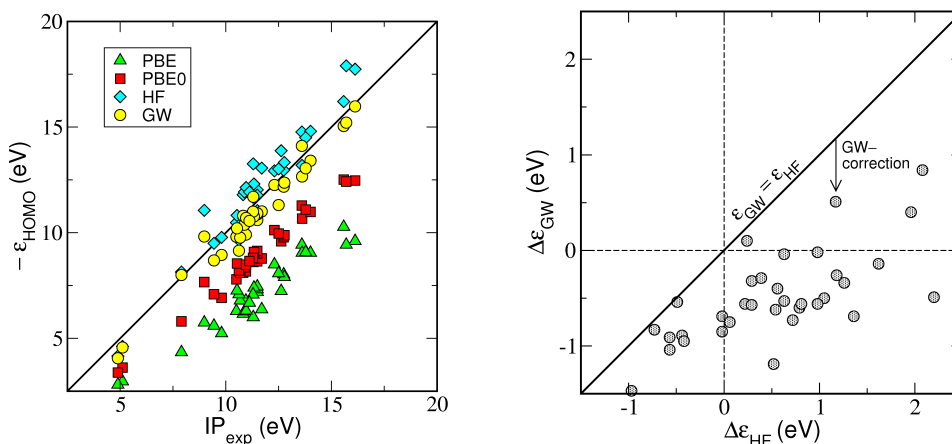 20
15
10
5
− ε_HOMO (eV)
PBE
PBE0
HF
GW
5
10
15
20
IP_exp (eV)
2
1
0
-1
Δε_GW (eV)
ε_GW = ε_HF
GW−
correction
-1
0
1
2
Δε_HF (eV)